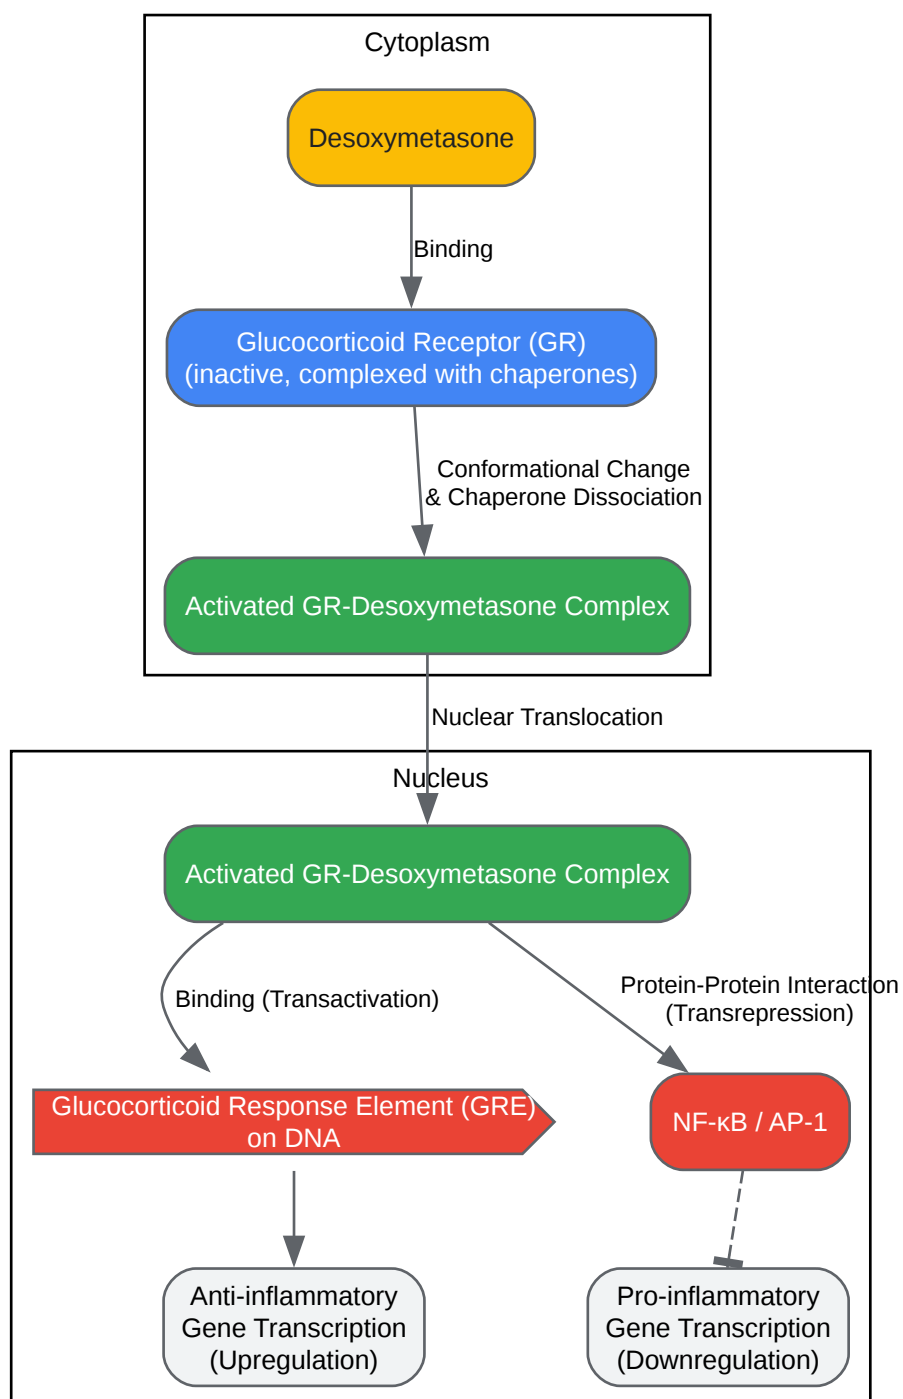 Cytoplasm
Desoxymetasone
Binding
Glucocorticoid Receptor (GR)
(inactive, complexed with chaperones)
Conformational Change
& Chaperone Dissociation
Activated GR-Desoxymetasone Complex
Nuclear Translocation
Nucleus
Activated GR-Desoxymetasone Complex
Binding (Transactivation)
Protein-Protein Interaction
(Transrepression)
Glucocorticoid Response Element (GRE)
on DNA
NF-κB / AP-1
Anti-inflammatory
Gene Transcription
(Upregulation)
Pro-inflammatory
Gene Transcription
(Downregulation)